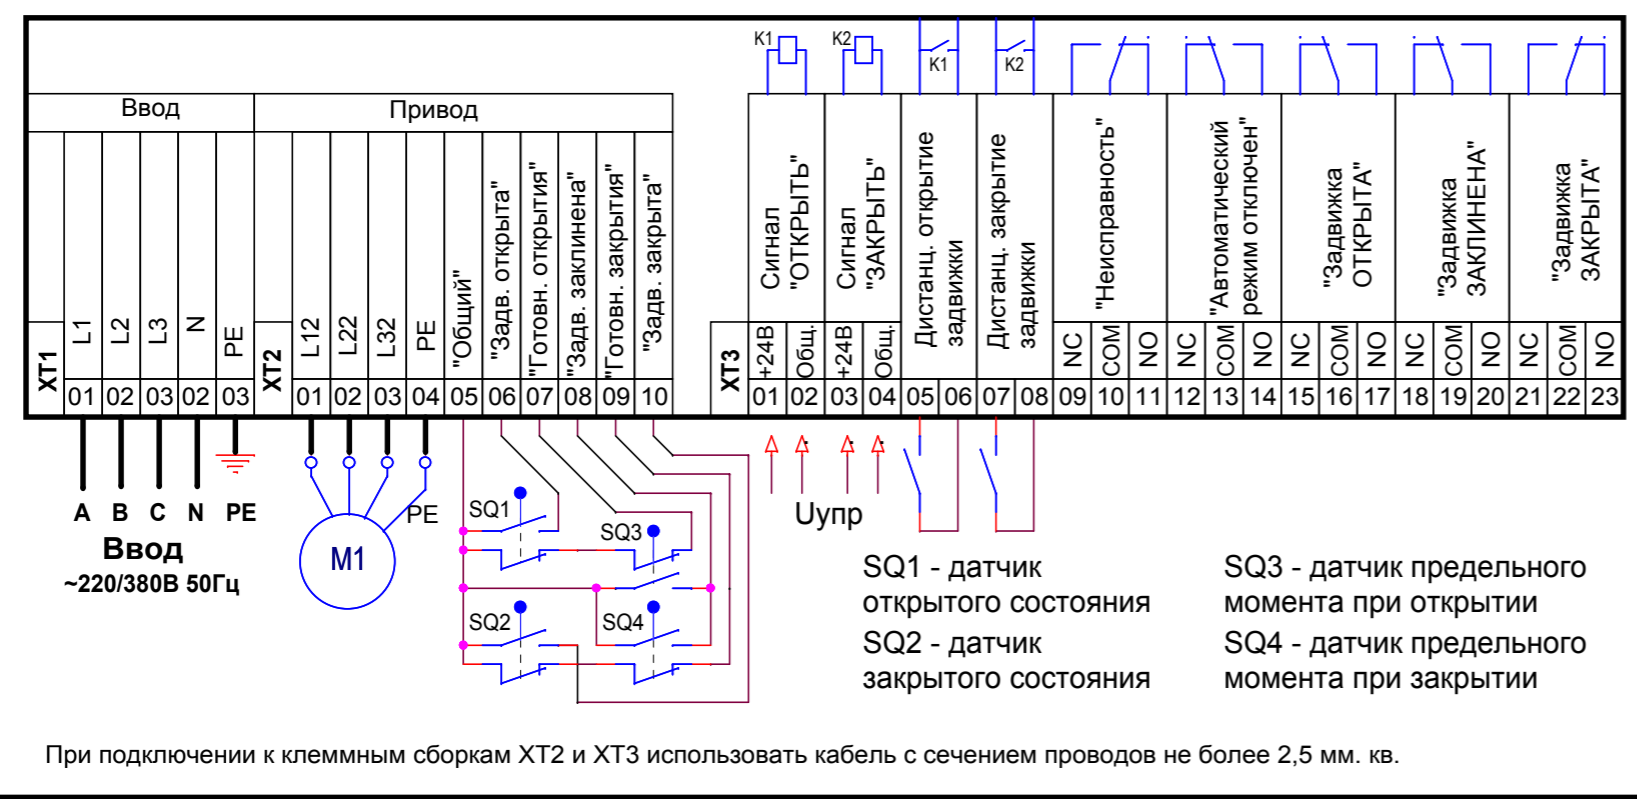 K1
K2
K1
K2
Ввод
Привод
XT1
L1
L2
L3
N
PE
XT2
L12
L22
L32
PE
"Общий"
"Задв. открыта"
"Готовн. открытия"
"Задв. заклинена"
"Готовн. закрытия"
"Задв. закрыта"
XT3
Сигнал
"ОТКРЫТЬ"
+24В
Общ.
Сигнал
"ЗАКРЫТЬ"
+24В
Общ.
Дистанц. открытие
задвижки
Дистанц. закрытие
задвижки
"Неисправность"
NC
COM
NO
"Автоматический
режим отключен"
NC
COM
NO
"Задвижка
ОТКРЫТА"
NC
COM
NO
"Задвижка
ЗАКЛИНЕНА"
NC
COM
NO
"Задвижка
ЗАКРЫТА"
NC
COM
NO
01 02 03 02 03
01 02 03 04 05 06 07 08 09 10
01 02 03 04 05 06 07 08 09 10 11 12 13 14 15 16 17 18 19 20 21 22 23
A B C N PE
Ввод
~220/380В 50Гц
PE
M1
SQ1
SQ3
SQ2
SQ4
Uупр
SQ1 - датчик
открытого состояния
SQ2 - датчик
закрытого состояния
SQ3 - датчик предельного
момента при открытии
SQ4 - датчик предельного
момента при закрытии
При подключении к клеммным сборкам XT2 и XT3 использовать кабель с сечением проводов не более 2,5 мм. кв.